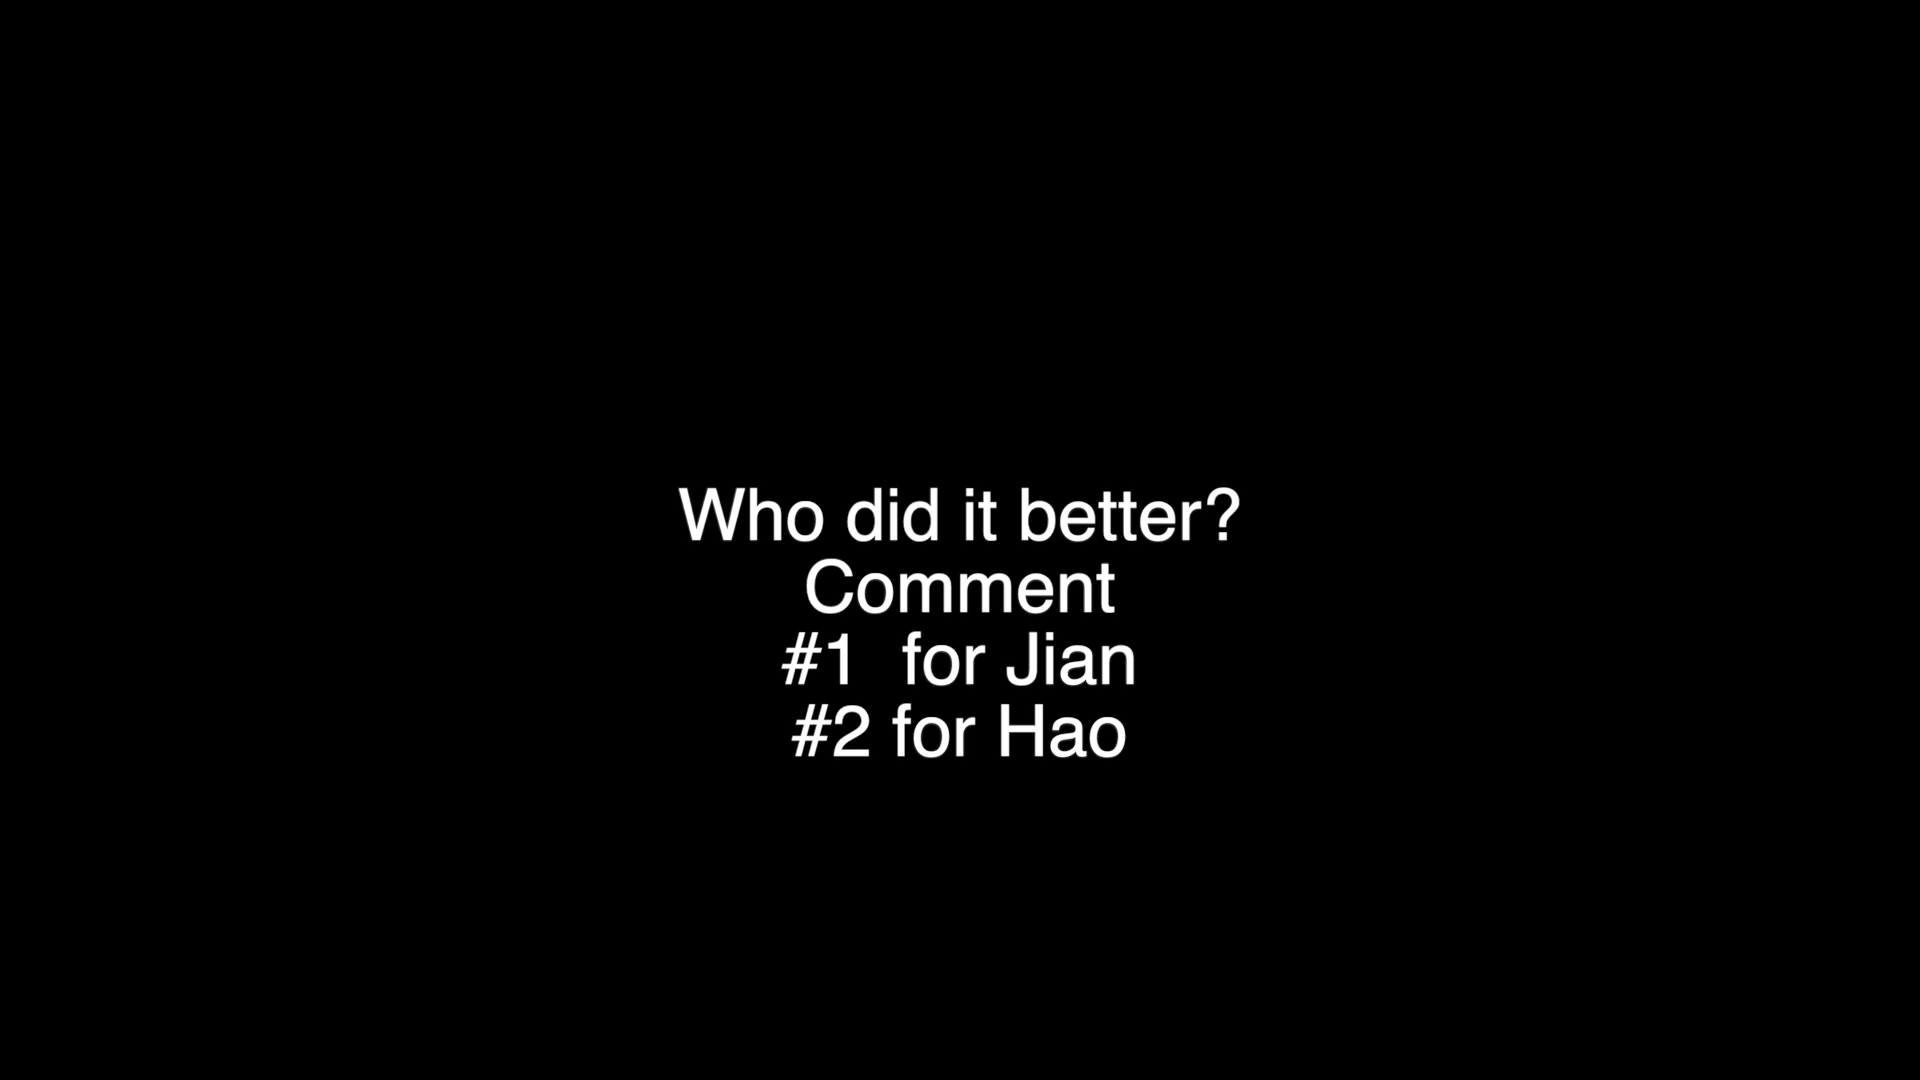 Who did it better?
Comment
#1  for Jian
#2 for Hao